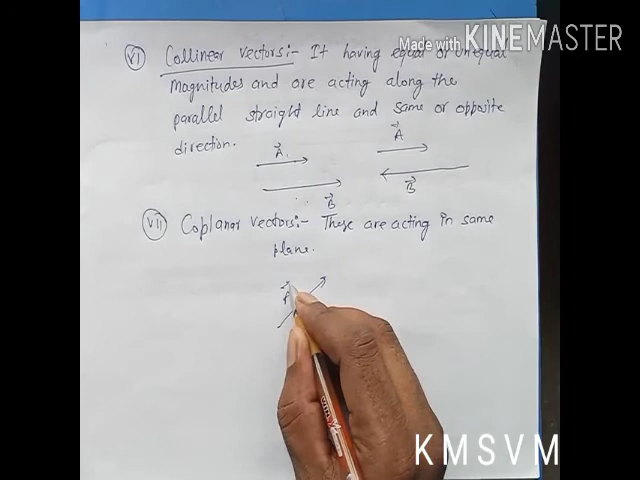 Made with KINEMASTER
VI Collinear vectors:- It having equal or unequal
Magnitudes and are acting along the
parallel straight line and same or opposite
direction.
A A
B B
VII Coplanar vectors:- These are acting in same
plane.
KMSVM